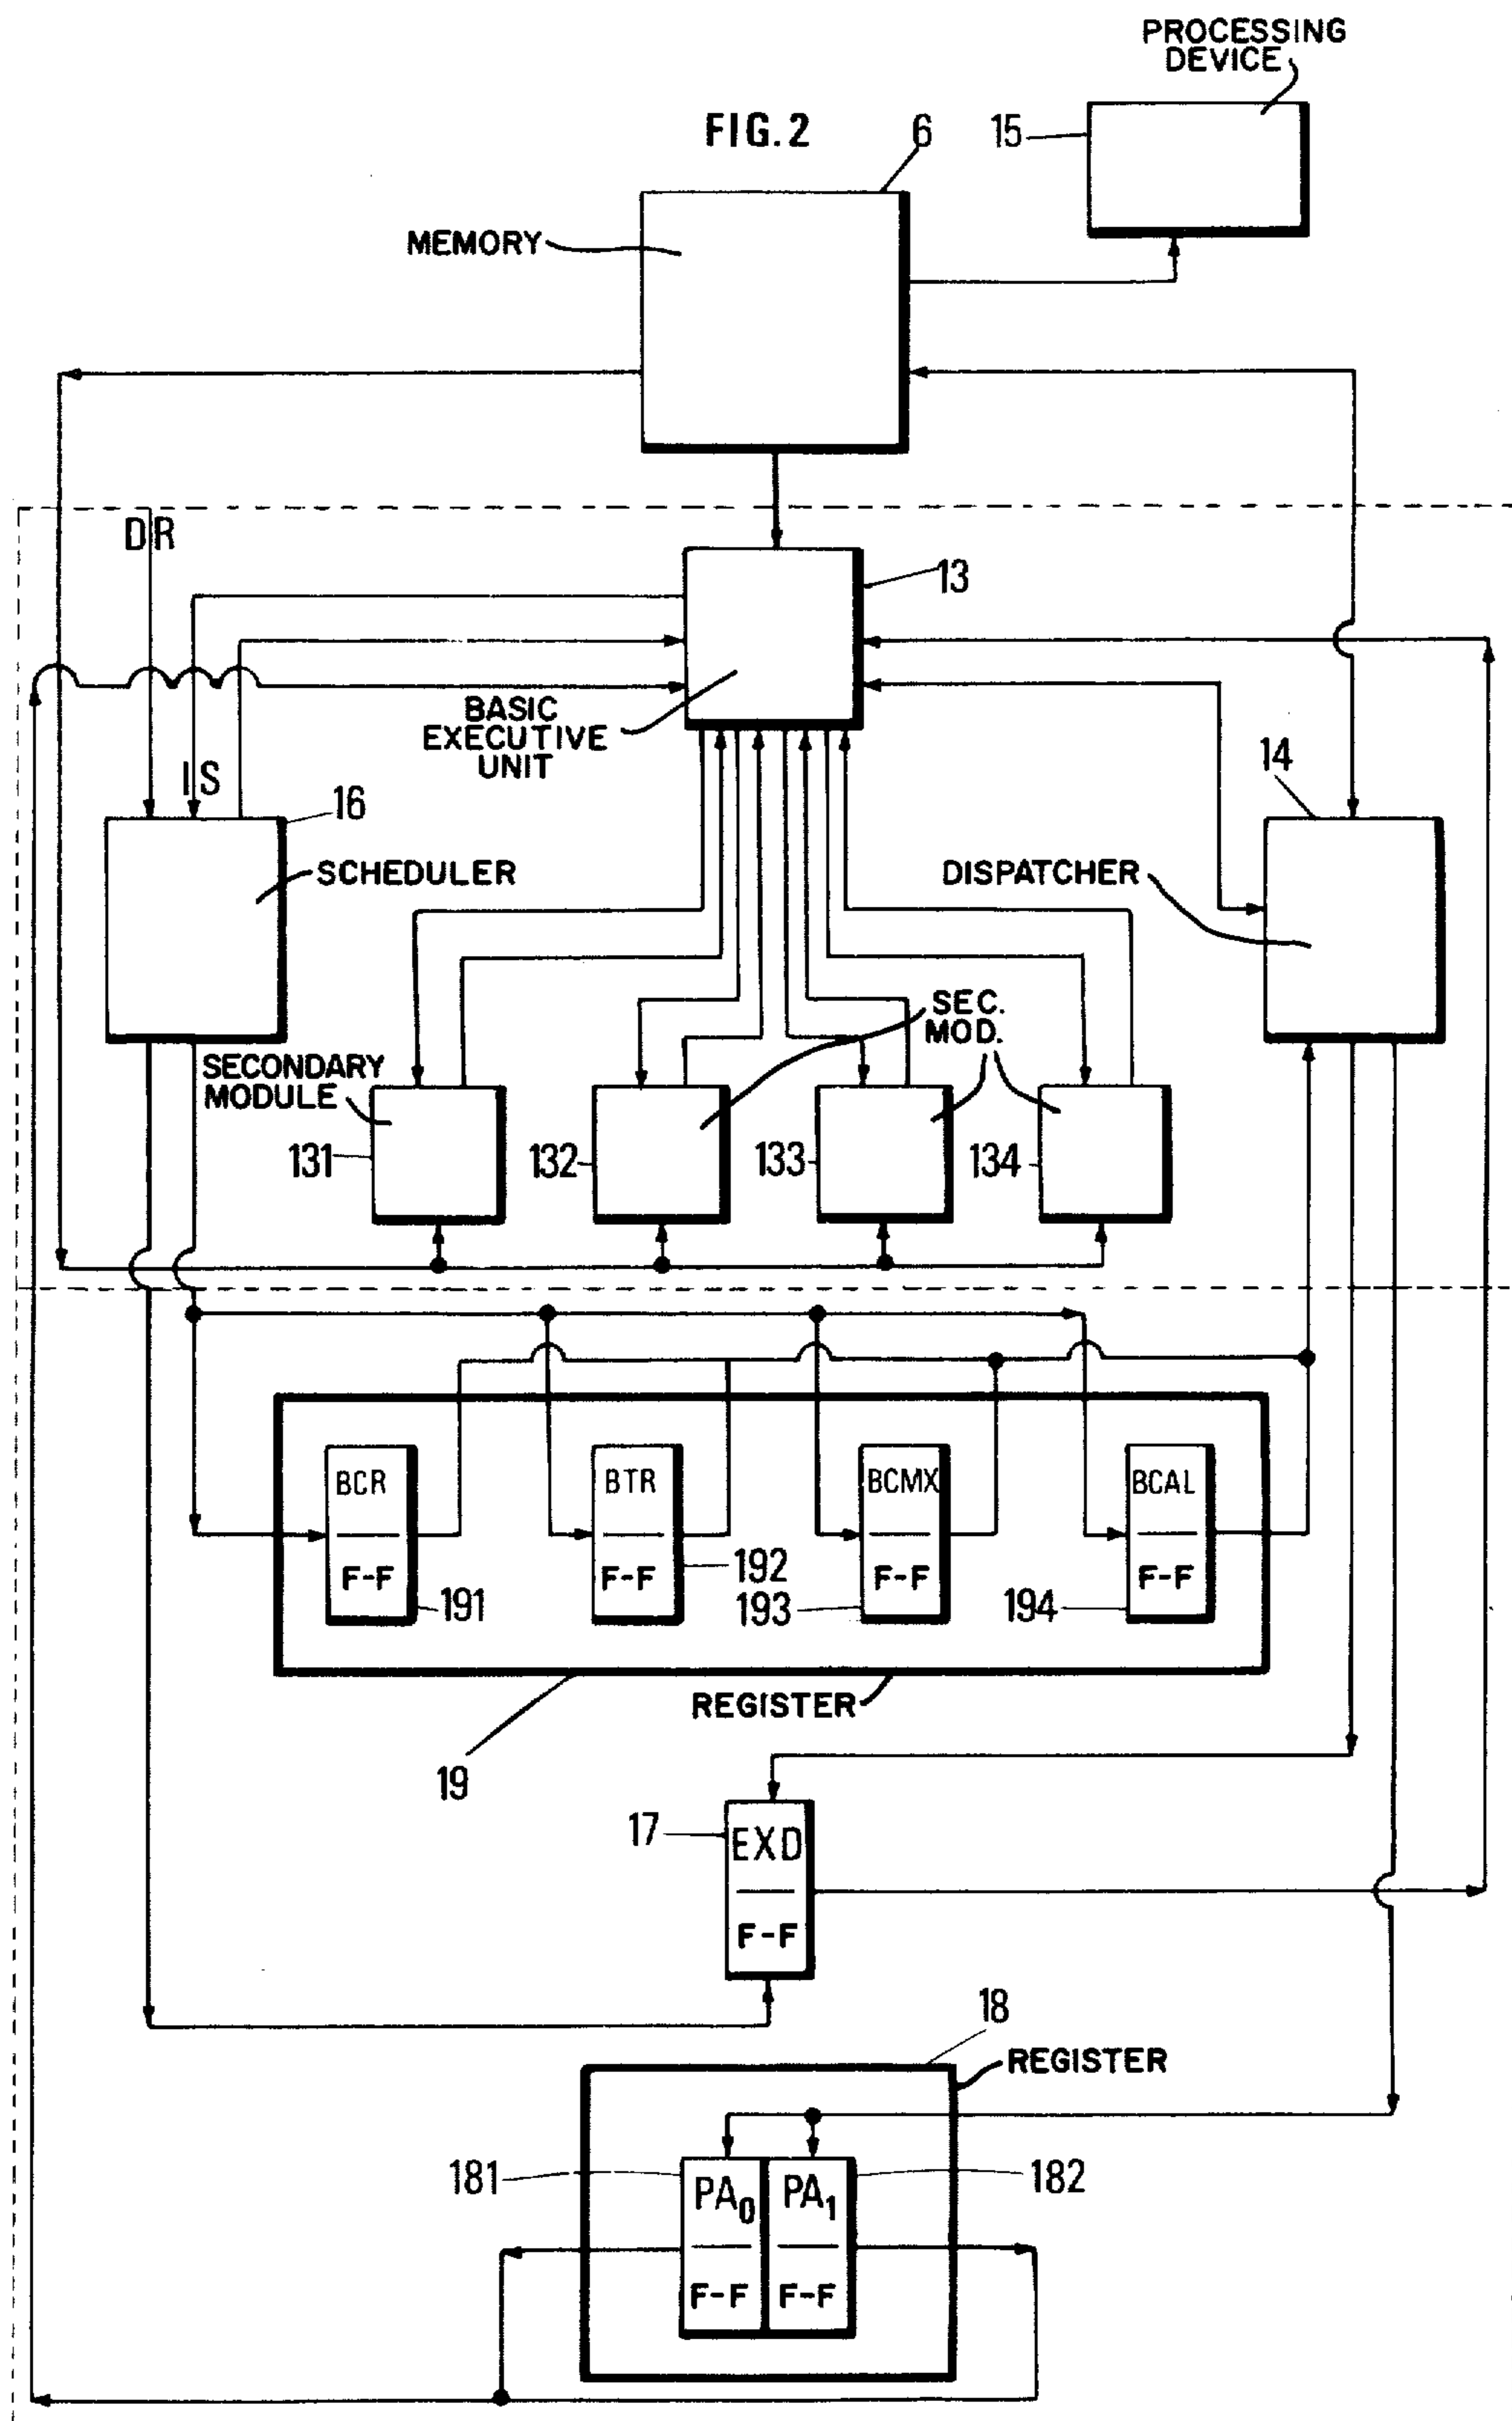 PROCESSING
DEVICE
FIG. 2
6
15
MEMORY
DR
13
BASIC
EXECUTIVE
UNIT
IS
16
14
SCHEDULER
DISPATCHER
SEC.
MOD.
SECONDARY
MODULE
131
132
133
134
BCR
F-F
191
BTR
F-F
192
BCMX
F-F
193
BCAL
F-F
194
REGISTER
19
17
EXD
F-F
18
REGISTER
181
PA0
F-F
PA1
F-F
182